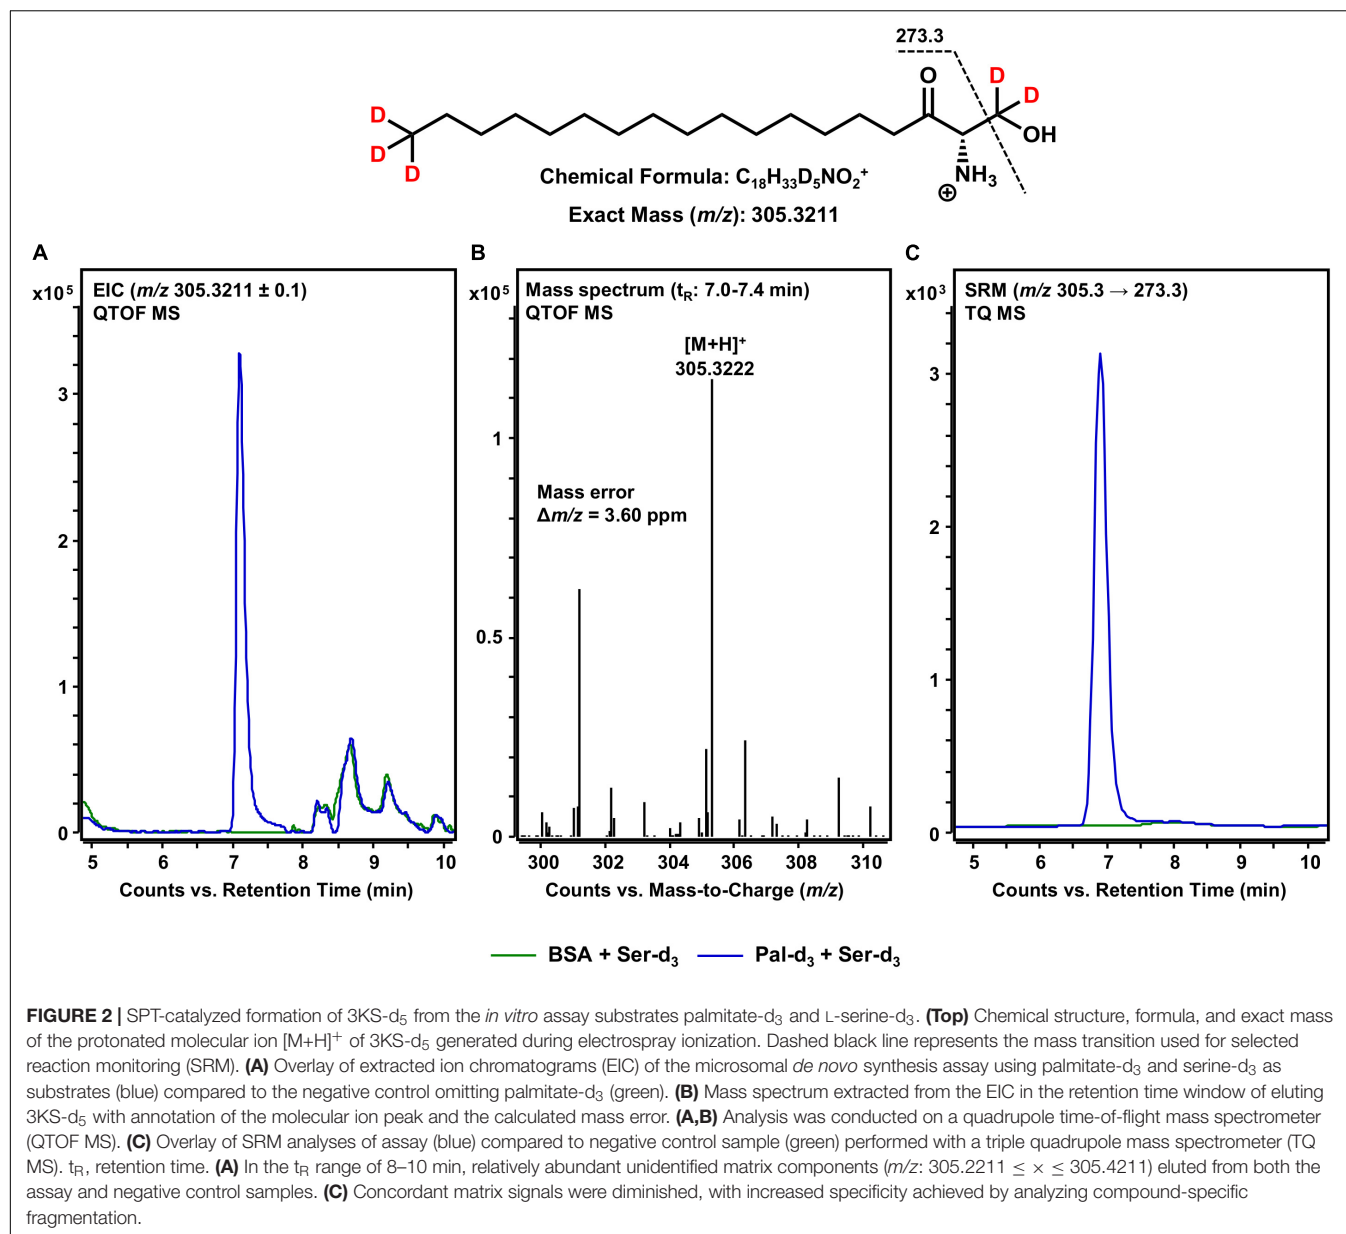 273.3
O
D
D
OH
NH3
⊕
D
D
D
Chemical Formula: C18H33D5NO2+
Exact Mass (m/z): 305.3211
A
x10^5
EIC (m/z 305.3211 ± 0.1)
QTOF MS
3
2
1
0
5 6 7 8 9 10
Counts vs. Retention Time (min)
B
x10^5
Mass spectrum (tR: 7.0-7.4 min)
QTOF MS
[M+H]+
305.3222
Mass error
Δm/z = 3.60 ppm
1
0.5
0
300 302 304 306 308 310
Counts vs. Mass-to-Charge (m/z)
C
x10^3
SRM (m/z 305.3 → 273.3)
TQ MS
3
2
1
0
5 6 7 8 9 10
Counts vs. Retention Time (min)
BSA + Ser-d3 Pal-d3 + Ser-d3
FIGURE 2 | SPT-catalyzed formation of 3KS-d5 from the in vitro assay substrates palmitate-d3 and L-serine-d3. (Top) Chemical structure, formula, and exact mass
of the protonated molecular ion [M+H]+ of 3KS-d5 generated during electrospray ionization. Dashed black line represents the mass transition used for selected
reaction monitoring (SRM). (A) Overlay of extracted ion chromatograms (EIC) of the microsomal de novo synthesis assay using palmitate-d3 and serine-d3 as
substrates (blue) compared to the negative control omitting palmitate-d3 (green). (B) Mass spectrum extracted from the EIC in the retention time window of eluting
3KS-d5 with annotation of the molecular ion peak and the calculated mass error. (A,B) Analysis was conducted on a quadrupole time-of-flight mass spectrometer
(QTOF MS). (C) Overlay of SRM analyses of assay (blue) compared to negative control sample (green) performed with a triple quadrupole mass spectrometer (TQ
MS). tR, retention time. (A) In the tR range of 8–10 min, relatively abundant unidentified matrix components (m/z: 305.2211 ≤ × ≤ 305.4211) eluted from both the
assay and negative control samples. (C) Concordant matrix signals were diminished, with increased specificity achieved by analyzing compound-specific
fragmentation.